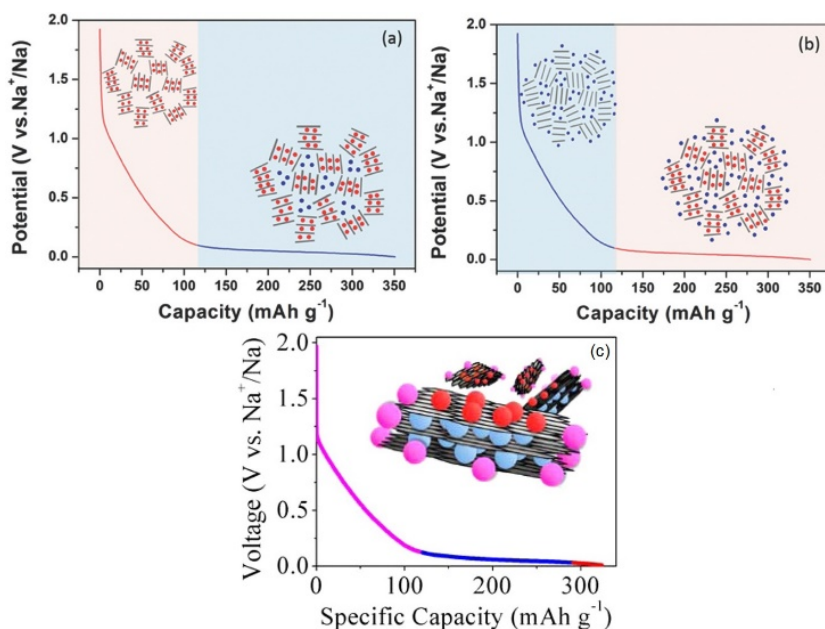 (a)
Potential (V vs.Na⁺/Na)
2.0
1.5
1.0
0.5
0.0
0 50 100 150 200 250 300 350
Capacity (mAh g⁻¹)
(b)
Potential (V vs.Na⁺/Na)
2.0
1.5
1.0
0.5
0.0
0 50 100 150 200 250 300 350
Capacity (mAh g⁻¹)
(c)
Voltage (V vs. Na⁺/Na)
2.0
1.5
1.0
0.5
0.0
0 100 200 300
Specific Capacity (mAh g⁻¹)